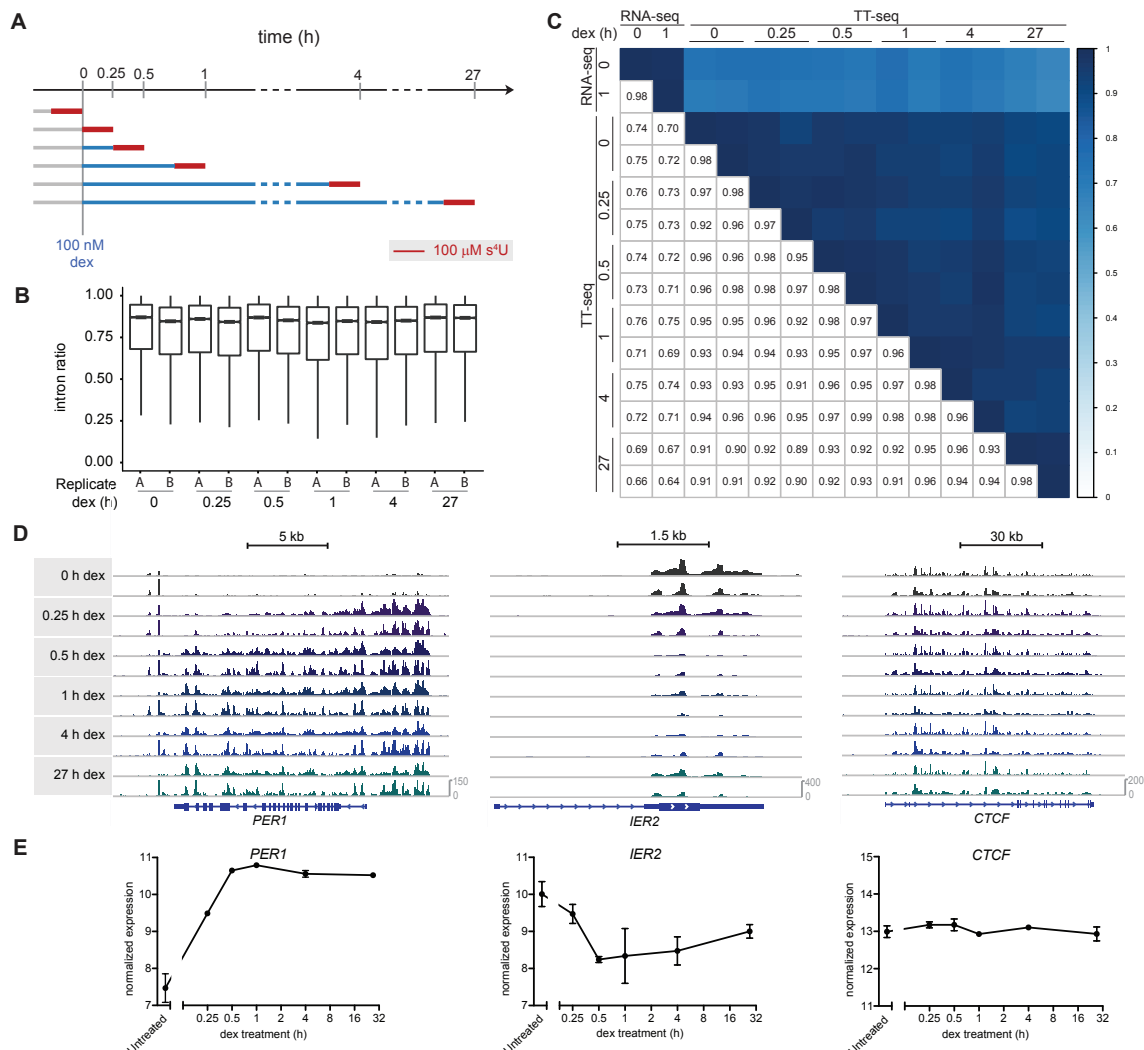 A
time (h)
0 0.25 0.5 1 4 27
100 nM
dex
100 μM s⁴U
B
intron ratio
1.00
0.75
0.50
0.25
0.00
Replicate A B A B A B A B A B A B
dex (h) 0 0.25 0.5 1 4 27
C
RNA-seq TT-seq
dex (h) 0 1 0 0.25 0.5 1 4 27
RNA-seq
TT-seq
0
1 0.98
0 0.74 0.70
0.75 0.72 0.98
0.25 0.76 0.73 0.97 0.98
0.75 0.73 0.92 0.96 0.97
0.5 0.74 0.72 0.96 0.96 0.98 0.95
0.73 0.71 0.96 0.98 0.98 0.96 0.98
1 0.76 0.75 0.95 0.95 0.96 0.92 0.98 0.97
0.71 0.69 0.93 0.94 0.94 0.93 0.95 0.97 0.96
4 0.75 0.74 0.93 0.93 0.95 0.91 0.96 0.95 0.97 0.98
0.72 0.71 0.94 0.96 0.96 0.95 0.97 0.99 0.98 0.98 0.96
27 0.69 0.67 0.91 0.90 0.92 0.89 0.92 0.92 0.92 0.95 0.96 0.93
0.66 0.64 0.91 0.91 0.92 0.90 0.92 0.93 0.91 0.96 0.94 0.94 0.98
1
0.9
0.8
0.7
0.6
0.5
0.4
0.3
0.2
0.1
0
D
5 kb 1.5 kb 30 kb
0 h dex
0.25 h dex
0.5 h dex
1 h dex
4 h dex
27 h dex
150 400 200
0 0 0
PER1 IER2 CTCF
E
PER1
normalized expression
11
10
9
8
7
Untreated 0.25 0.5 1 2 4 8 16 32
dex treatment (h)
IER2
normalized expression
11
10
9
8
7
Untreated 0.25 0.5 1 2 4 8 16 32
dex treatment (h)
CTCF
normalized expression
15
14
13
12
11
Untreated 0.25 0.5 1 2 4 8 16 32
dex treatment (h)